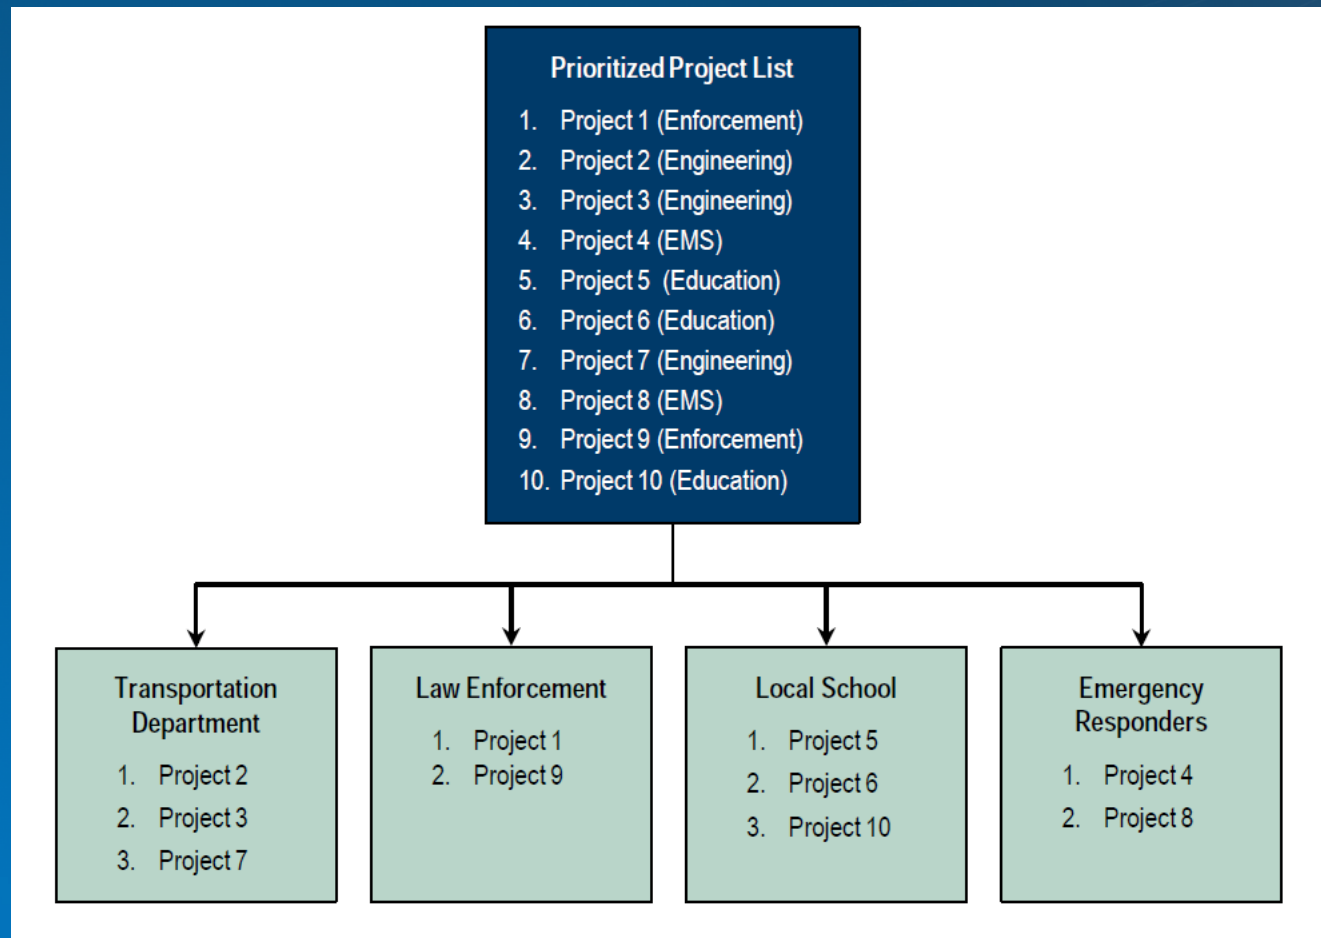 Prioritized Project List
1. Project 1 (Enforcement)
2. Project 2 (Engineering)
3. Project 3 (Engineering)
4. Project 4 (EMS)
5. Project 5 (Education)
6. Project 6 (Education)
7. Project 7 (Engineering)
8. Project 8 (EMS)
9. Project 9 (Enforcement)
10. Project 10 (Education)
Transportation
Department
1. Project 2
2. Project 3
3. Project 7
Law Enforcement
1. Project 1
2. Project 9
Local School
1. Project 5
2. Project 6
3. Project 10
Emergency
Responders
1. Project 4
2. Project 8